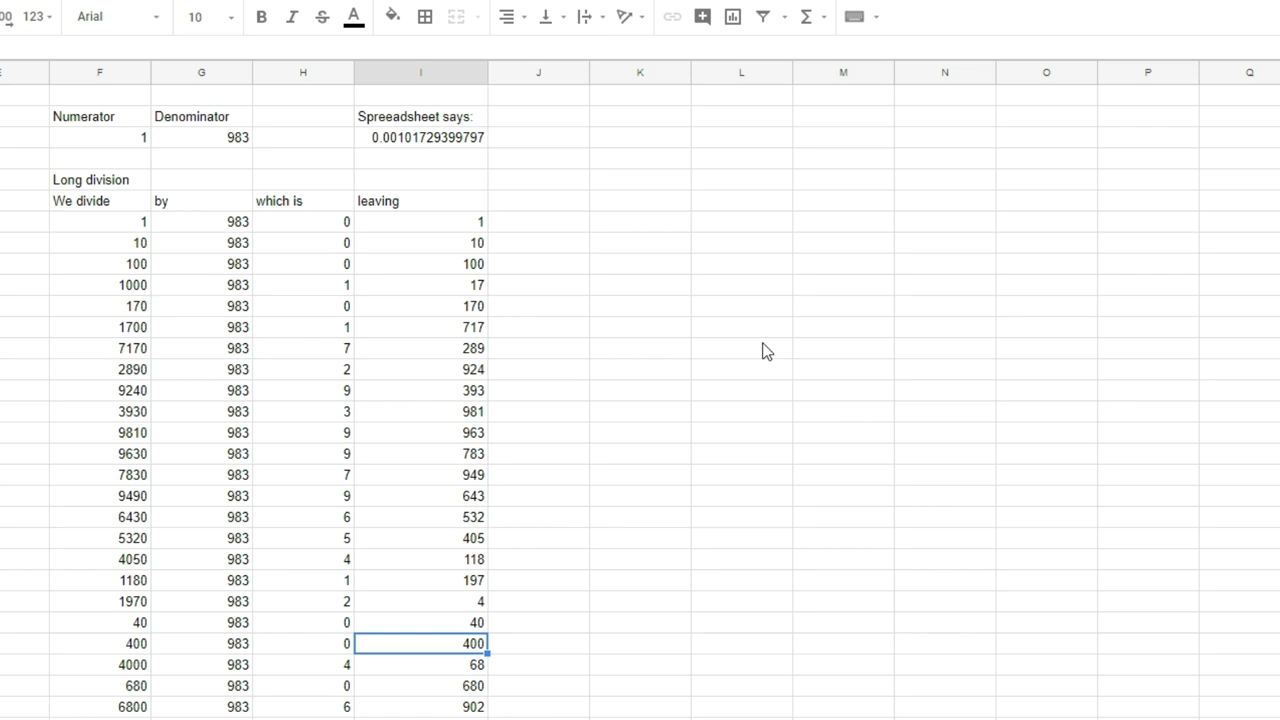 00 123 Arial 10 B I S A
E F G H I J K L M N O P Q
Numerator Denominator Spreeadsheet says:
1 983 0.00101729399797
Long division
We divide by which is leaving
1 983 0 1
10 983 0 10
100 983 0 100
1000 983 1 17
170 983 0 170
1700 983 1 717
7170 983 7 289
2890 983 2 924
9240 983 9 393
3930 983 3 981
9810 983 9 963
9630 983 9 783
7830 983 7 949
9490 983 9 643
6430 983 6 532
5320 983 5 405
4050 983 4 118
1180 983 1 197
1970 983 2 4
40 983 0 40
400 983 0 400
4000 983 4 68
680 983 0 680
6800 983 6 902